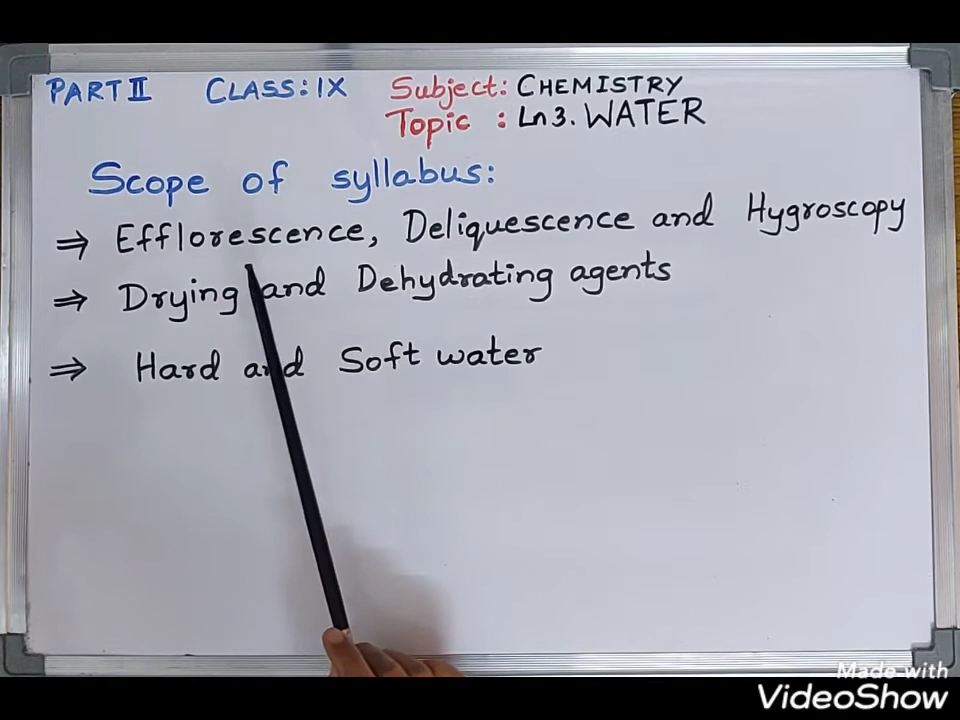 PART II CLASS: IX Subject: CHEMISTRY
Topic : Ln 3. WATER
Scope of syllabus:
⇒ Efflorescence, Deliquescence and Hygroscopy
⇒ Drying and Dehydrating agents
⇒ Hard and Soft water
Made with
VideoShow